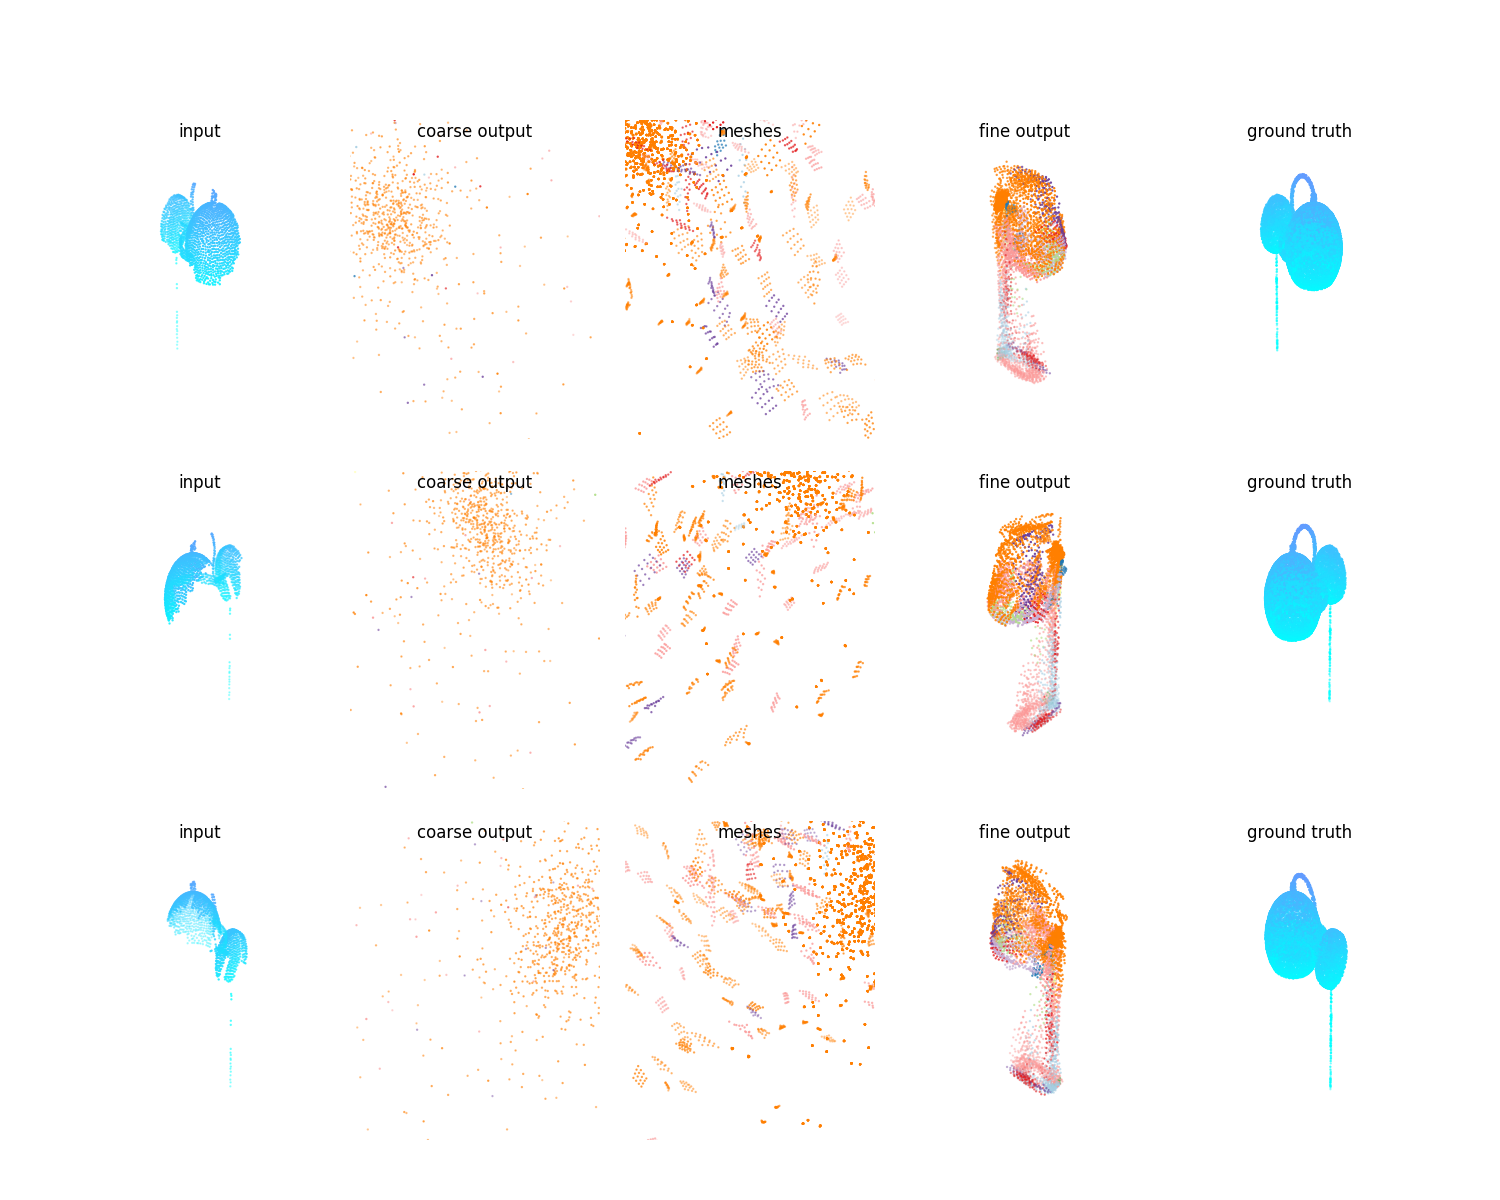 input
coarse output
meshes
fine output
ground truth
input
coarse output
meshes
fine output
ground truth
input
coarse output
meshes
fine output
ground truth